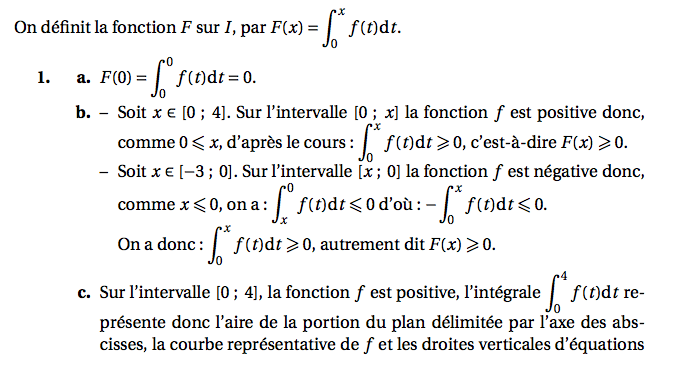 On définit la fonction F sur I, par F(x) = ∫₀ˣ f(t)dt.
1. a. F(0) = ∫₀⁰ f(t)dt = 0.
b. – Soit x ∈ [0 ; 4]. Sur l'intervalle [0 ; x] la fonction f est positive donc,
comme 0 ⩽ x, d'après le cours : ∫₀ˣ f(t)dt ⩾ 0, c'est-à-dire F(x) ⩾ 0.
– Soit x ∈ [−3 ; 0]. Sur l'intervalle [x ; 0] la fonction f est négative donc,
comme x ⩽ 0, on a : ∫ₓ⁰ f(t)dt ⩽ 0 d'où : − ∫₀ˣ f(t)dt ⩽ 0.
On a donc : ∫₀ˣ f(t)dt ⩾ 0, autrement dit F(x) ⩾ 0.
c. Sur l'intervalle [0 ; 4], la fonction f est positive, l'intégrale ∫₀⁴ f(t)dt re-
présente donc l'aire de la portion du plan délimitée par l'axe des abs-
cisses, la courbe représentative de f et les droites verticales d'équations